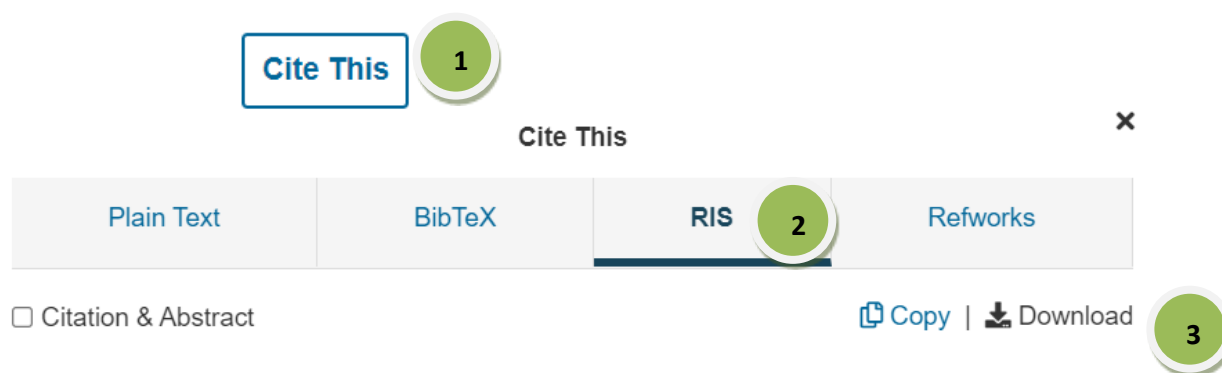 Cite This 1
Cite This ×
Plain Text BibTeX RIS 2 Refworks
Citation & Abstract Copy | Download 3